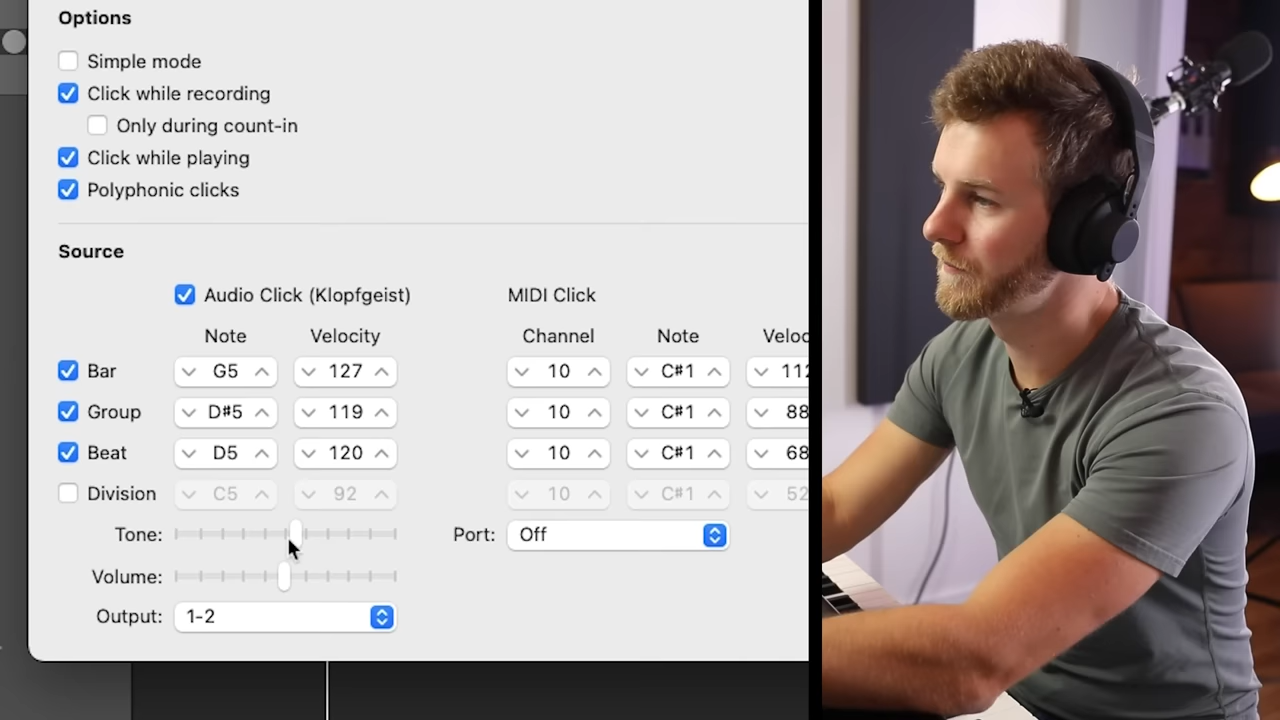 Options
Simple mode
Click while recording
Only during count-in
Click while playing
Polyphonic clicks
Source
Audio Click (Klopfgeist) MIDI Click
Note Velocity Channel Note Veloc
Bar G5 127 10 C#1 112
Group D#5 119 10 C#1 88
Beat D5 120 10 C#1 68
Division C5 92 10 C#1 52
Tone: Port: Off
Volume:
Output: 1-2